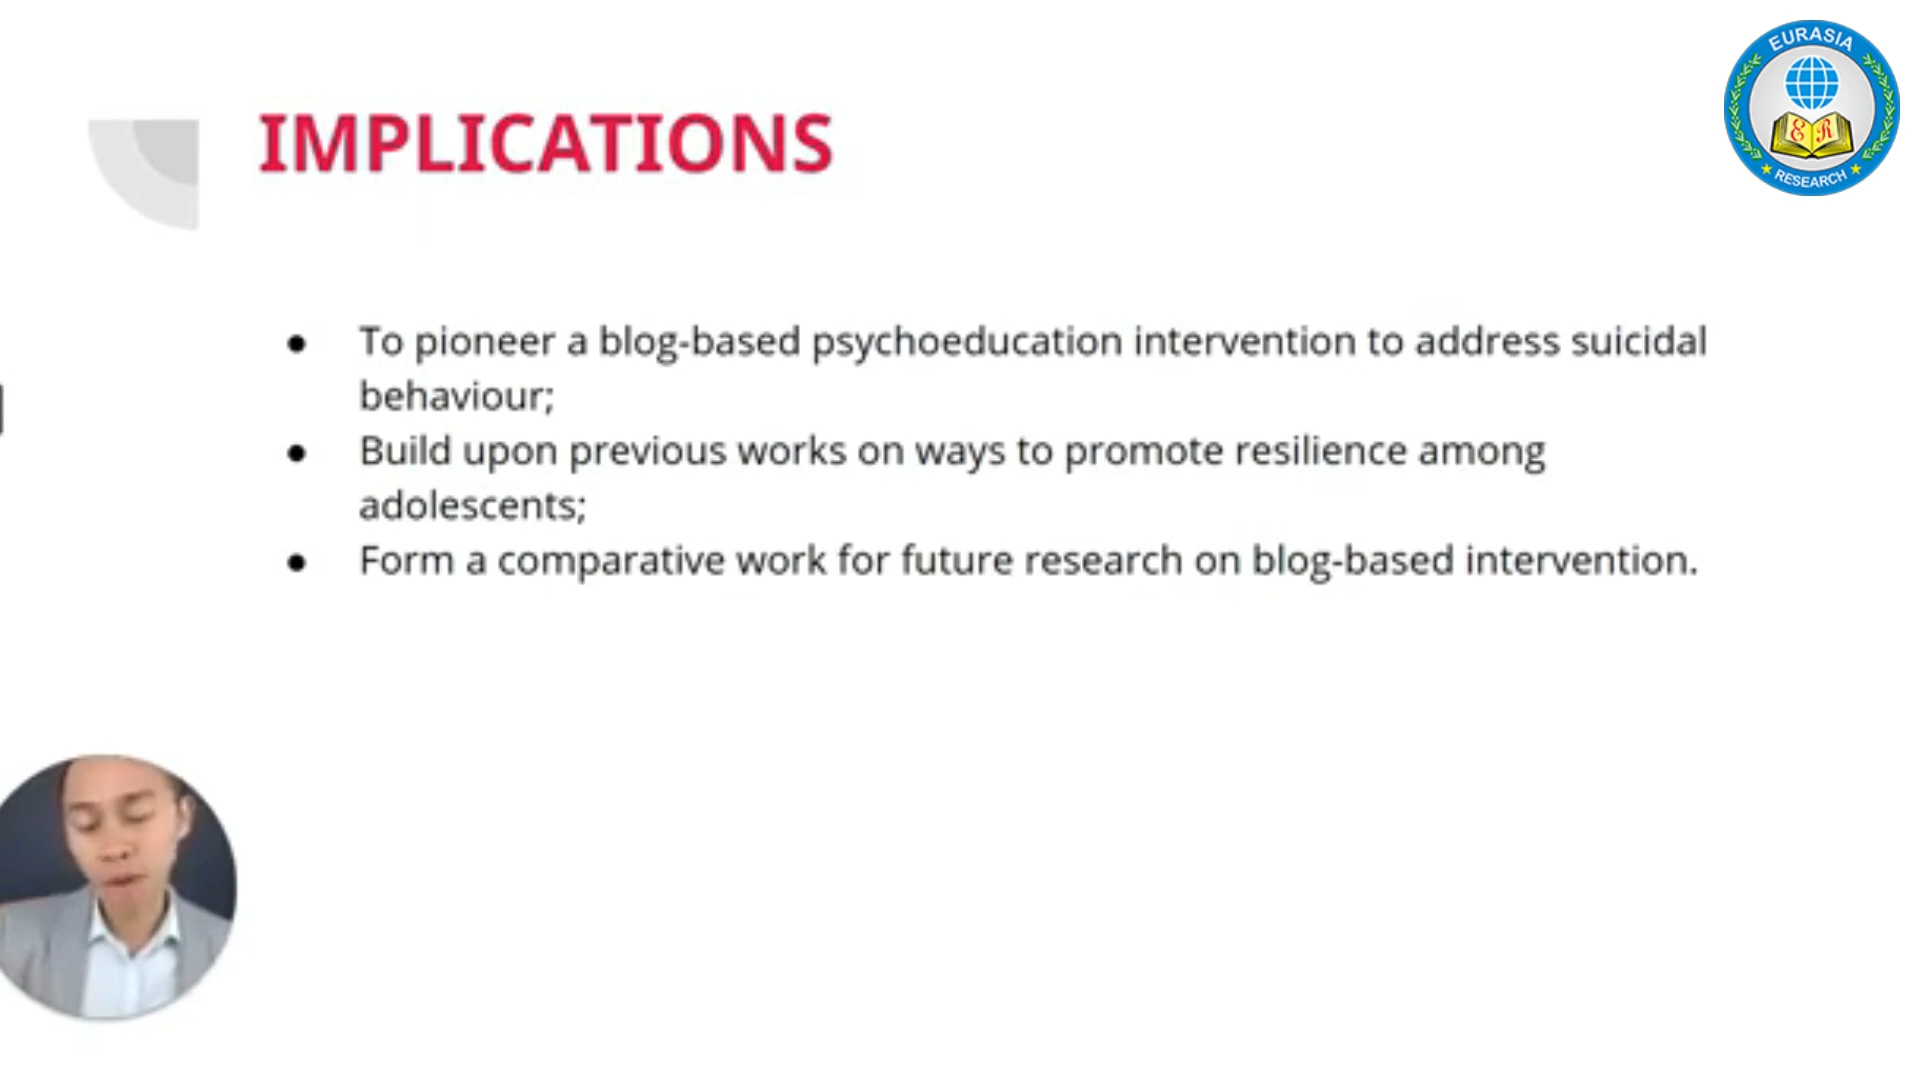 EURASIA
RESEARCH
IMPLICATIONS
● To pioneer a blog-based psychoeducation intervention to address suicidal
behaviour;
● Build upon previous works on ways to promote resilience among
adolescents;
● Form a comparative work for future research on blog-based intervention.